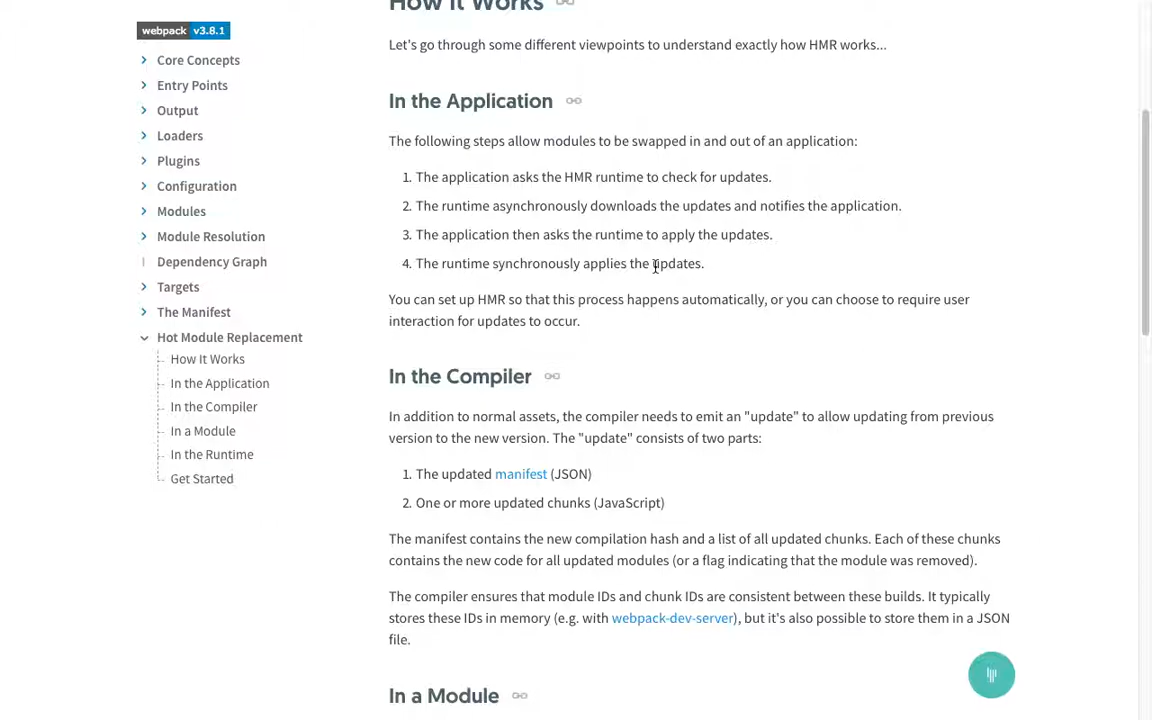 webpack v3.8.1
Core Concepts
Entry Points
Output
Loaders
Plugins
Configuration
Modules
Module Resolution
Dependency Graph
Targets
The Manifest
Hot Module Replacement
How It Works
In the Application
In the Compiler
In a Module
In the Runtime
Get Started
How It Works
Let's go through some different viewpoints to understand exactly how HMR works...
In the Application
The following steps allow modules to be swapped in and out of an application:
1. The application asks the HMR runtime to check for updates.
2. The runtime asynchronously downloads the updates and notifies the application.
3. The application then asks the runtime to apply the updates.
4. The runtime synchronously applies the updates.
You can set up HMR so that this process happens automatically, or you can choose to require user
interaction for updates to occur.
In the Compiler
In addition to normal assets, the compiler needs to emit an "update" to allow updating from previous
version to the new version. The "update" consists of two parts:
1. The updated manifest (JSON)
2. One or more updated chunks (JavaScript)
The manifest contains the new compilation hash and a list of all updated chunks. Each of these chunks
contains the new code for all updated modules (or a flag indicating that the module was removed).
The compiler ensures that module IDs and chunk IDs are consistent between these builds. It typically
stores these IDs in memory (e.g. with webpack-dev-server), but it's also possible to store them in a JSON
file.
In a Module